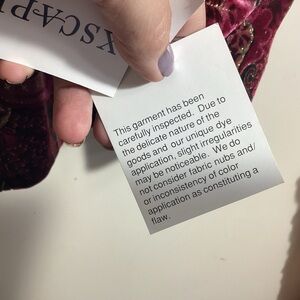 XSCAPE
This garment has been
carefully inspected. Due to
the delicate nature of the
goods and our unique dye
application, slight irregularities
may be noticeable. We do
not consider fabric nubs and/
or inconsistency of color
application as constituting a
flaw.